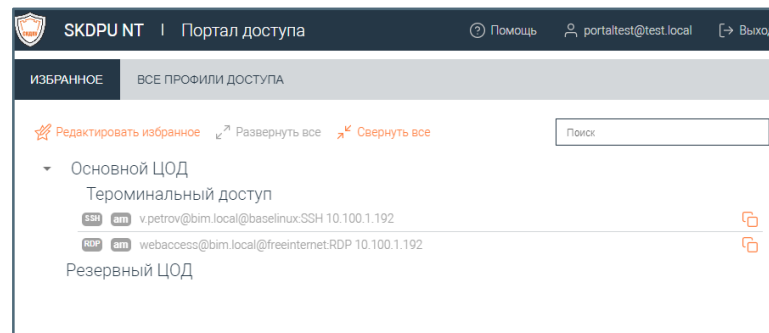 SKDPU NT | Портал доступа Помощь portaltest@test.local Выход
ИЗБРАННОЕ ВСЕ ПРОФИЛИ ДОСТУПА
Редактировать избранное Развернуть все Свернуть все Поиск
Основной ЦОД
Тероминальный доступ
SSH am v.petrov@bim.local@baselinux:SSH 10.100.1.192
RDP am webaccess@bim.local@freeinternet:RDP 10.100.1.192
Резервный ЦОД